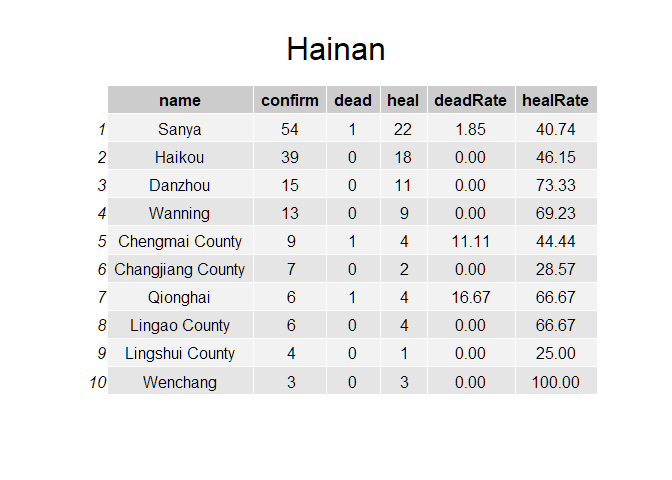 Hainan
name confirm dead heal deadRate healRate
1 Sanya 54 1 22 1.85 40.74
2 Haikou 39 0 18 0.00 46.15
3 Danzhou 15 0 11 0.00 73.33
4 Wanning 13 0 9 0.00 69.23
5 Chengmai County 9 1 4 11.11 44.44
6 Changjiang County 7 0 2 0.00 28.57
7 Qionghai 6 1 4 16.67 66.67
8 Lingao County 6 0 4 0.00 66.67
9 Lingshui County 4 0 1 0.00 25.00
10 Wenchang 3 0 3 0.00 100.00